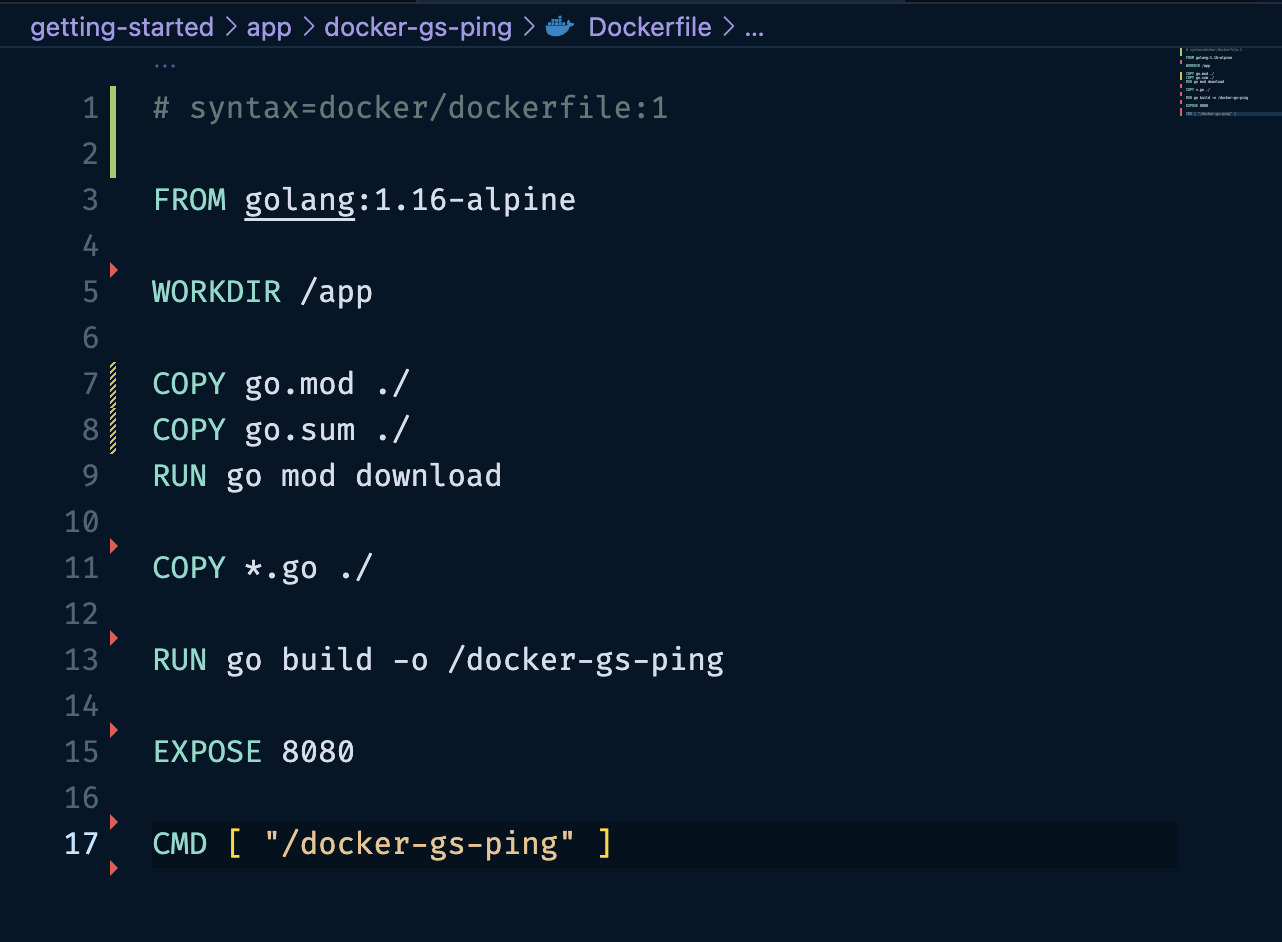 getting-started > app > docker-gs-ping > Dockerfile > ...
...
1 # syntax=docker/dockerfile:1
2
3 FROM golang:1.16-alpine
4
5 WORKDIR /app
6
7 COPY go.mod ./
8 COPY go.sum ./
9 RUN go mod download
10
11 COPY *.go ./
12
13 RUN go build -o /docker-gs-ping
14
15 EXPOSE 8080
16
17 CMD [ "/docker-gs-ping" ]